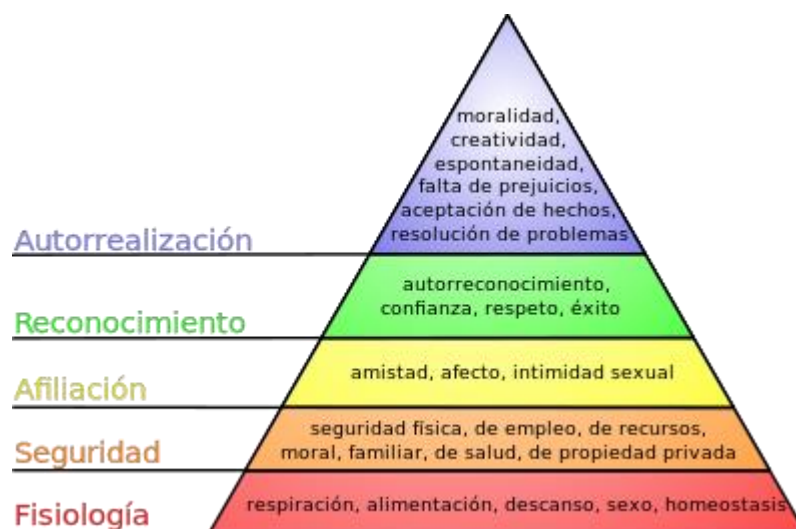 moralidad,
creatividad,
espontaneidad,
falta de prejuicios,
aceptación de hechos,
resolución de problemas
Autorrealización
autorreconocimiento,
confianza, respeto, éxito
Reconocimiento
amistad, afecto, intimidad sexual
Afiliación
seguridad física, de empleo, de recursos,
moral, familiar, de salud, de propiedad privada
Seguridad
respiración, alimentación, descanso, sexo, homeostasis
Fisiología